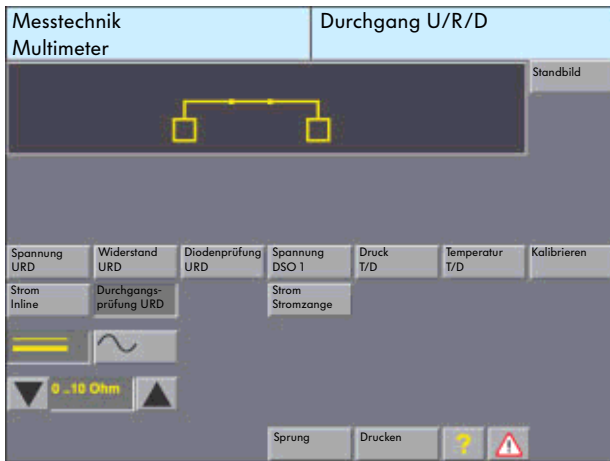 Messtechnik
Multimeter
Durchgang U/R/D
Standbild
Spannung
URD
Widerstand
URD
Diodenprüfung
URD
Spannung
DSO 1
Druck
T/D
Temperatur
T/D
Kalibrieren
Strom
Inline
Durchgangs-
prüfung URD
Strom
Stromzange
0 ..10 Ohm
Sprung
Drucken
?